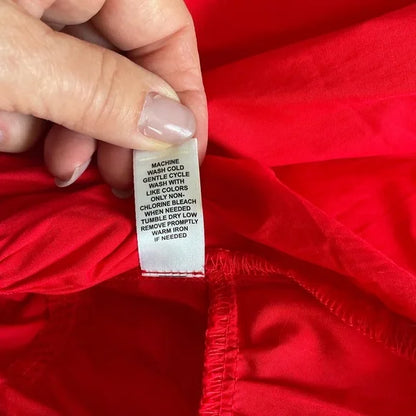 MACHINE
WASH COLD
GENTLE CYCLE
WASH WITH
LIKE COLORS
ONLY NON-
CHLORINE BLEACH
WHEN NEEDED
TUMBLE DRY LOW
REMOVE PROMPTLY
WARM IRON
IF NEEDED